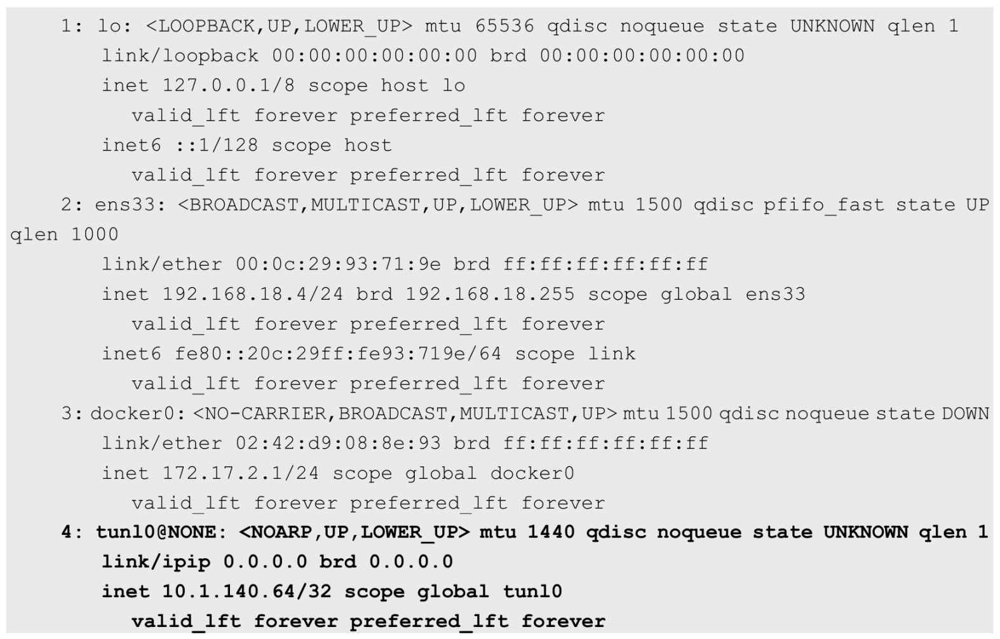 1: lo: <LOOPBACK,UP,LOWER_UP> mtu 65536 qdisc noqueue state UNKNOWN qlen 1
link/loopback 00:00:00:00:00:00 brd 00:00:00:00:00:00
inet 127.0.0.1/8 scope host lo
valid_lft forever preferred_lft forever
inet6 ::1/128 scope host
valid_lft forever preferred_lft forever
2: ens33: <BROADCAST,MULTICAST,UP,LOWER_UP> mtu 1500 qdisc pfifo_fast state UP
qlen 1000
link/ether 00:0c:29:93:71:9e brd ff:ff:ff:ff:ff:ff
inet 192.168.18.4/24 brd 192.168.18.255 scope global ens33
valid_lft forever preferred_lft forever
inet6 fe80::20c:29ff:fe93:719e/64 scope link
valid_lft forever preferred_lft forever
3: docker0: <NO-CARRIER,BROADCAST,MULTICAST,UP> mtu 1500 qdisc noqueue state DOWN
link/ether 02:42:d9:08:8e:93 brd ff:ff:ff:ff:ff:ff
inet 172.17.2.1/24 scope global docker0
valid_lft forever preferred_lft forever
4: tunl0@NONE: <NOARP,UP,LOWER_UP> mtu 1440 qdisc noqueue state UNKNOWN qlen 1
link/ipip 0.0.0.0 brd 0.0.0.0
inet 10.1.140.64/32 scope global tunl0
valid_lft forever preferred_lft forever